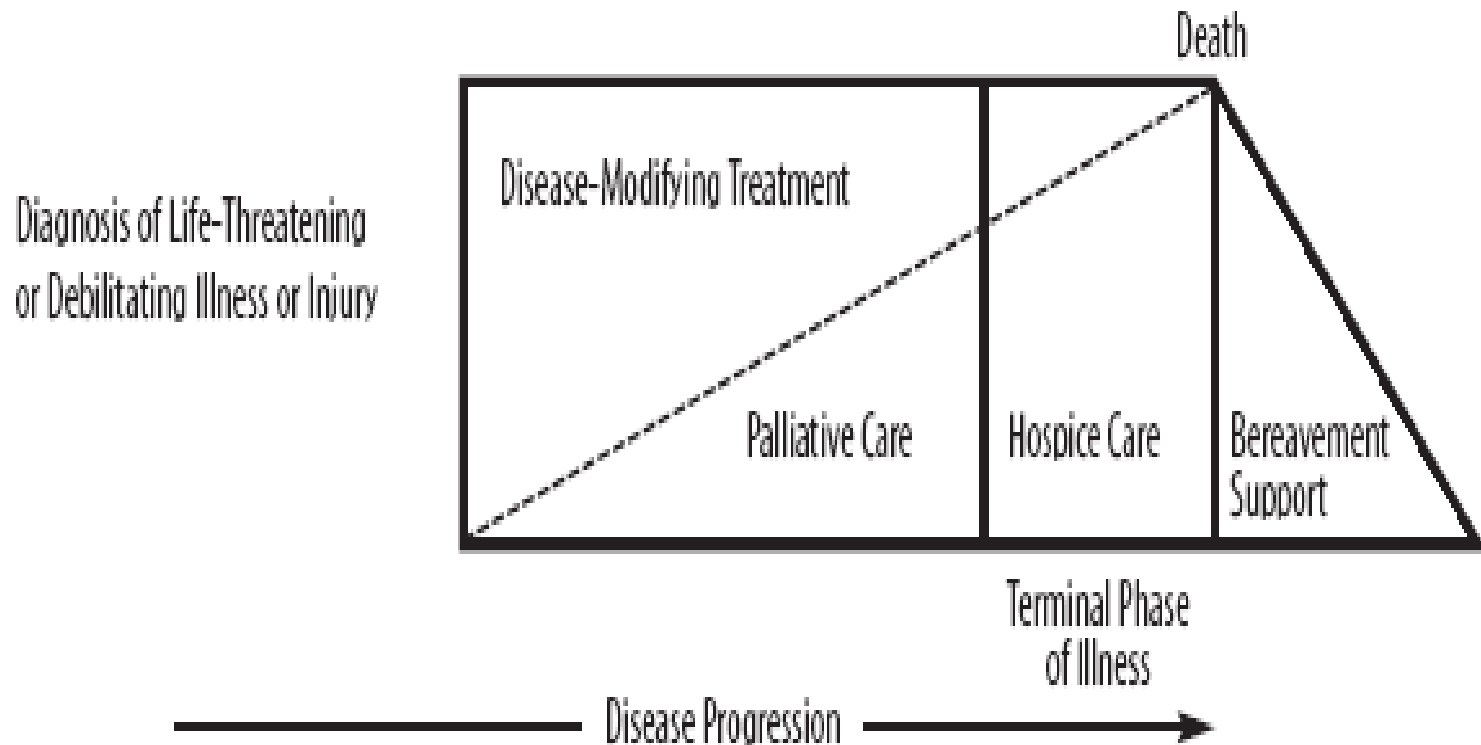 Death
Disease-Modifying Treatment
Diagnosis of Life-Threatening
or Debilitating Illness or Injury
Palliative Care
Hospice Care
Bereavement
Support
Terminal Phase
of Illness
Disease Progression